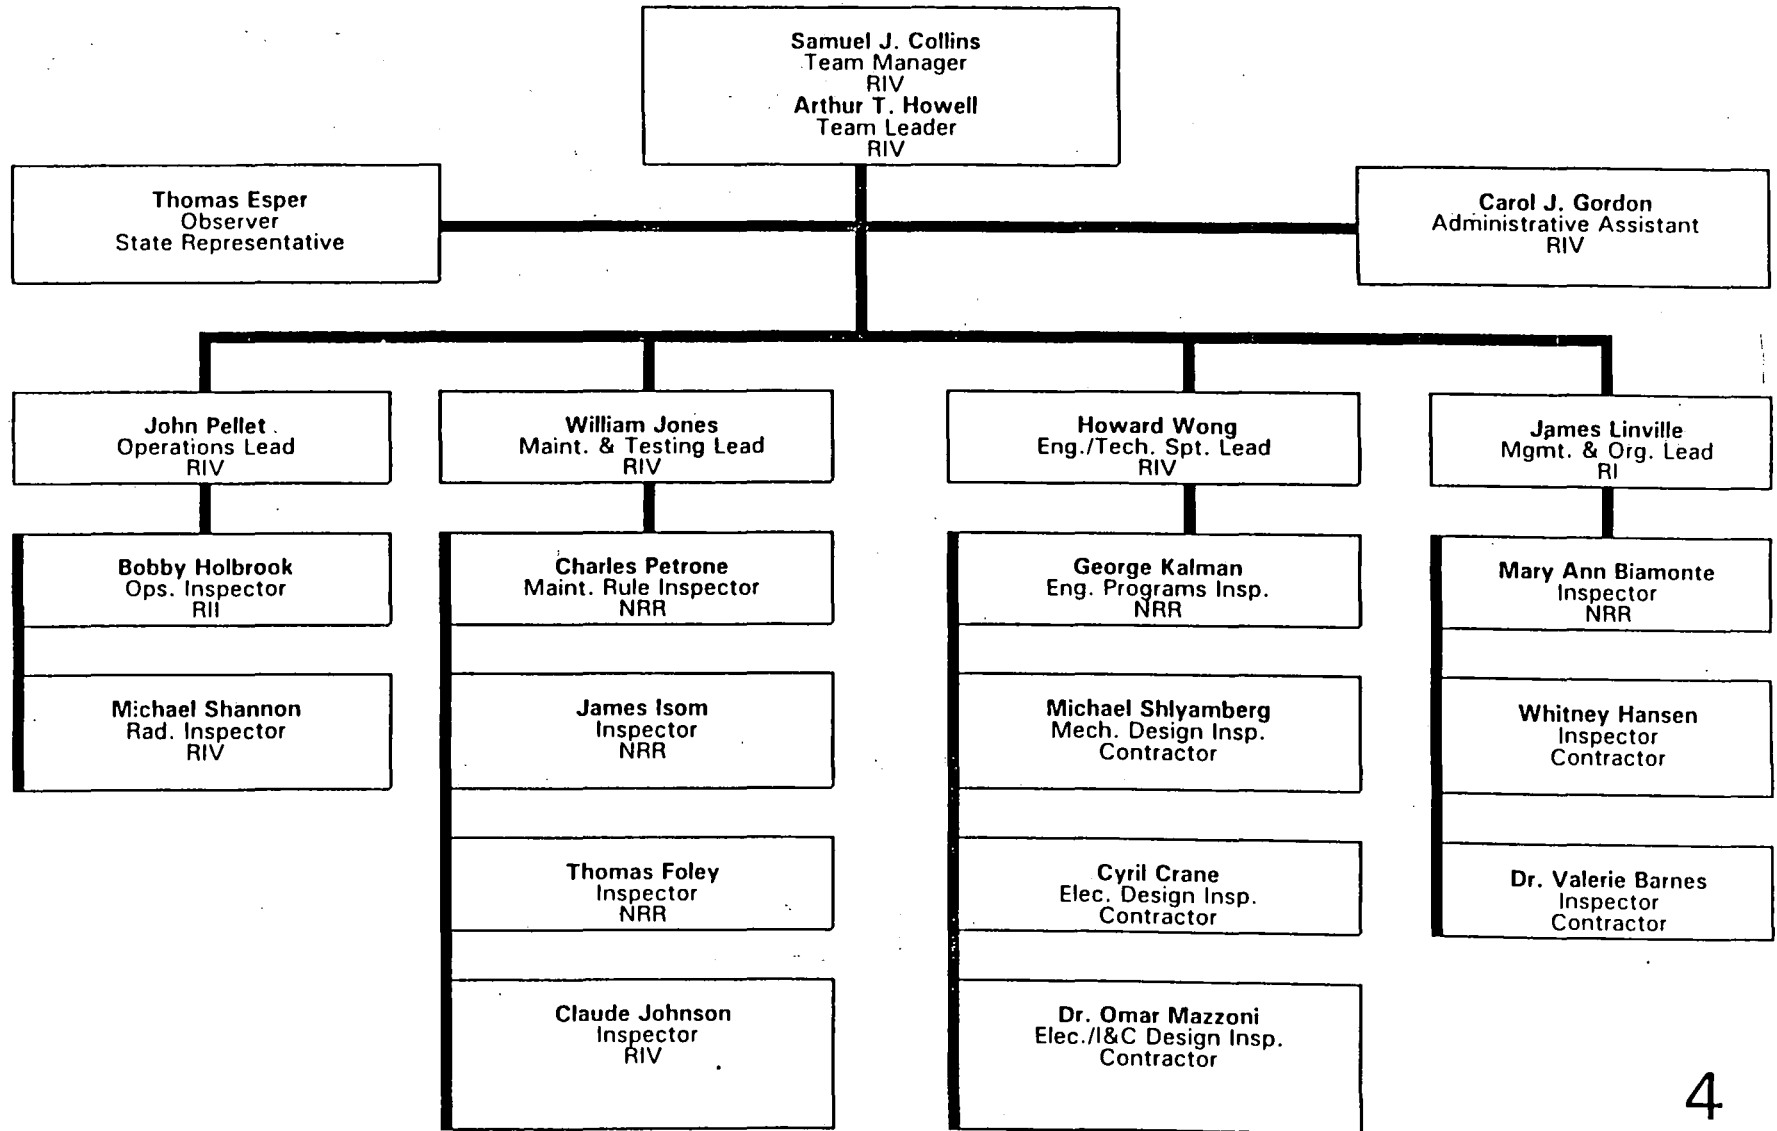 Samuel J. Collins
Team Manager
RIV
Arthur T. Howell
Team Leader
RIV
Thomas Esper
Observer
State Representative
Carol J. Gordon
Administrative Assistant
RIV
John Pellet
Operations Lead
RIV
William Jones
Maint. & Testing Lead
RIV
Howard Wong
Eng./Tech. Spt. Lead
RIV
James Linville
Mgmt. & Org. Lead
RI
Bobby Holbrook
Ops. Inspector
RII
Michael Shannon
Rad. Inspector
RIV
Charles Petrone
Maint. Rule Inspector
NRR
James Isom
Inspector
NRR
Thomas Foley
Inspector
NRR
Claude Johnson
Inspector
RIV
George Kalman
Eng. Programs Insp.
NRR
Michael Shlyamberg
Mech. Design Insp.
Contractor
Cyril Crane
Elec. Design Insp.
Contractor
Dr. Omar Mazzoni
Elec./I&C Design Insp.
Contractor
Mary Ann Biamonte
Inspector
NRR
Whitney Hansen
Inspector
Contractor
Dr. Valerie Barnes
Inspector
Contractor
4